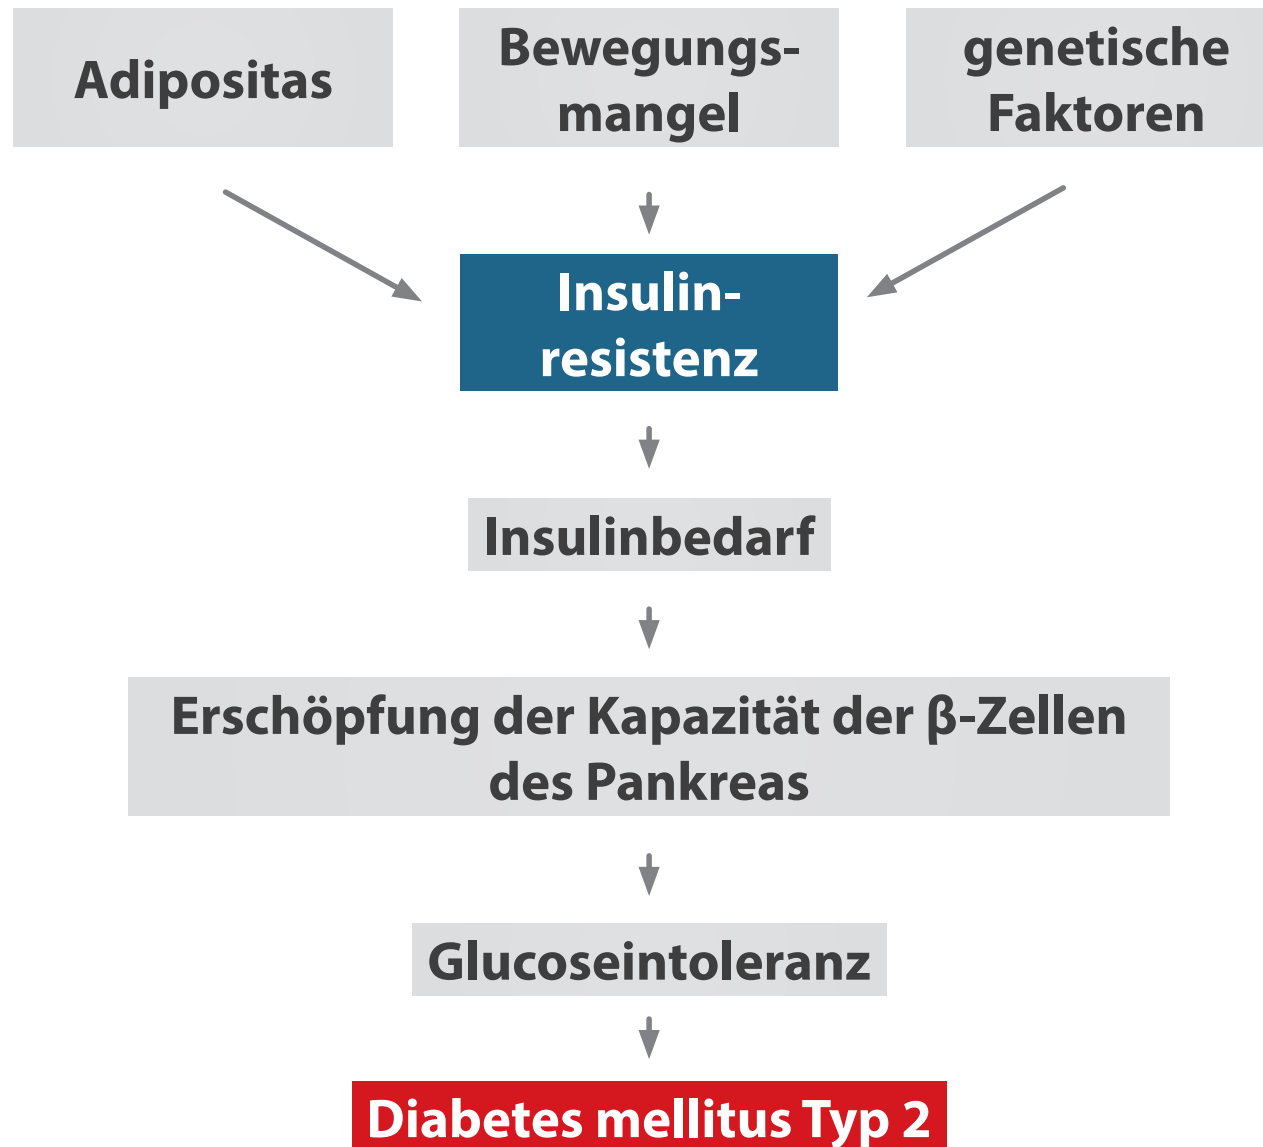 Adipositas
Bewegungs-
mangel
genetische
Faktoren
Insulin-
resistenz
Insulinbedarf
Erschöpfung der Kapazität der β-Zellen
des Pankreas
Glucoseintoleranz
Diabetes mellitus Typ 2